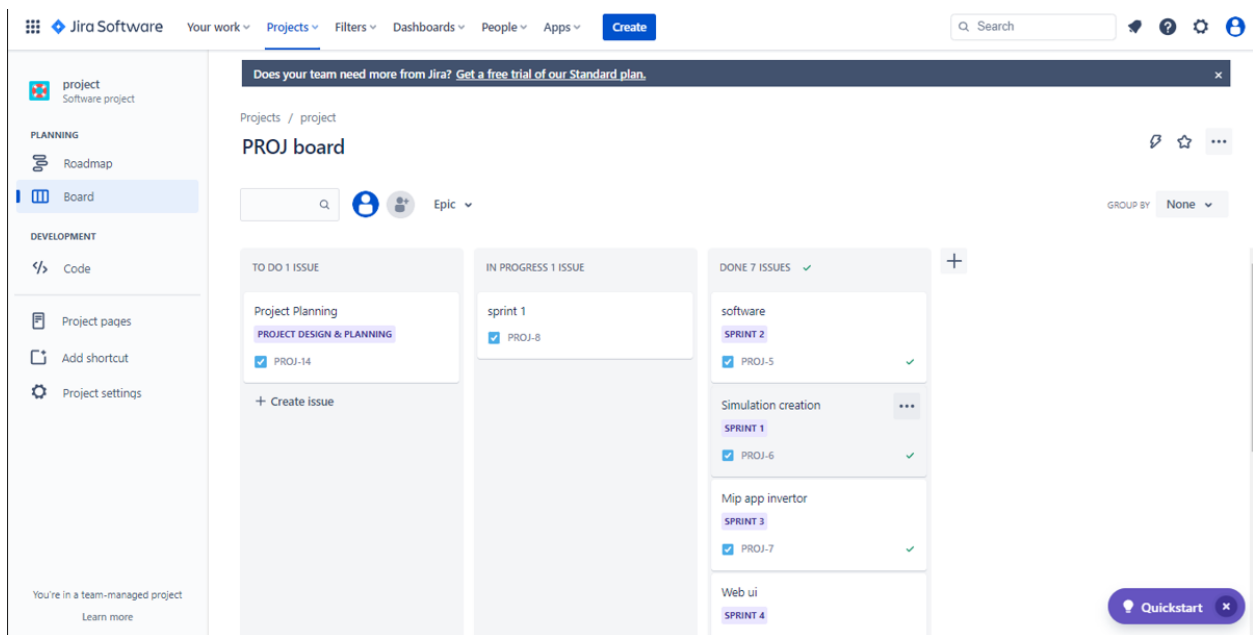 Jira Software Your work Projects Filters Dashboards People Apps Create Search
Does your team need more from Jira? Get a free trial of our Standard plan.
project
Software project
PLANNING
Roadmap
Board
DEVELOPMENT
Code
Project pages
Add shortcut
Project settings
You're in a team-managed project
Learn more
Projects / project
PROJ board
Epic
GROUP BY None
TO DO 1 ISSUE
Project Planning
PROJECT DESIGN & PLANNING
PROJ-14
+ Create issue
IN PROGRESS 1 ISSUE
sprint 1
PROJ-8
DONE 7 ISSUES
software
SPRINT 2
PROJ-5
Simulation creation
SPRINT 1
PROJ-6
Mip app invertor
SPRINT 3
PROJ-7
Web ui
SPRINT 4
Quickstart